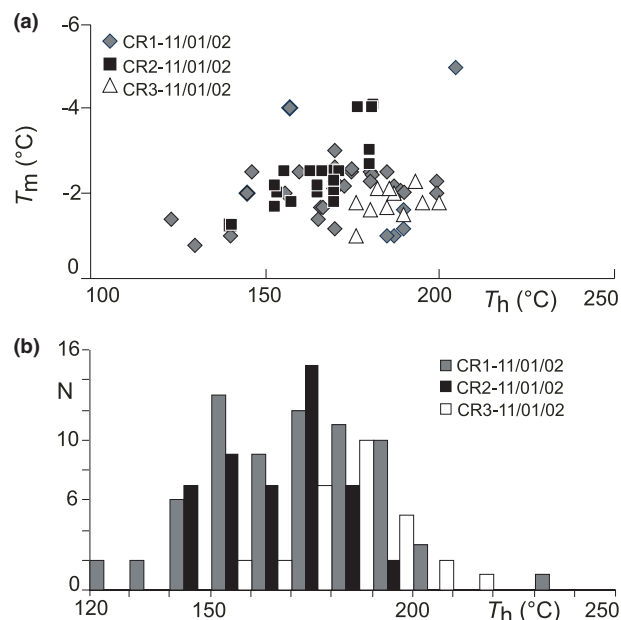 (a)
-6
CR1-11/01/02
CR2-11/01/02
CR3-11/01/02
-4
Tm (°C)
-2
0
100 150 200 250
Th (°C)
(b)
16
N
CR1-11/01/02
CR2-11/01/02
CR3-11/01/02
10
6
0
120 150 200 250
Th (°C)